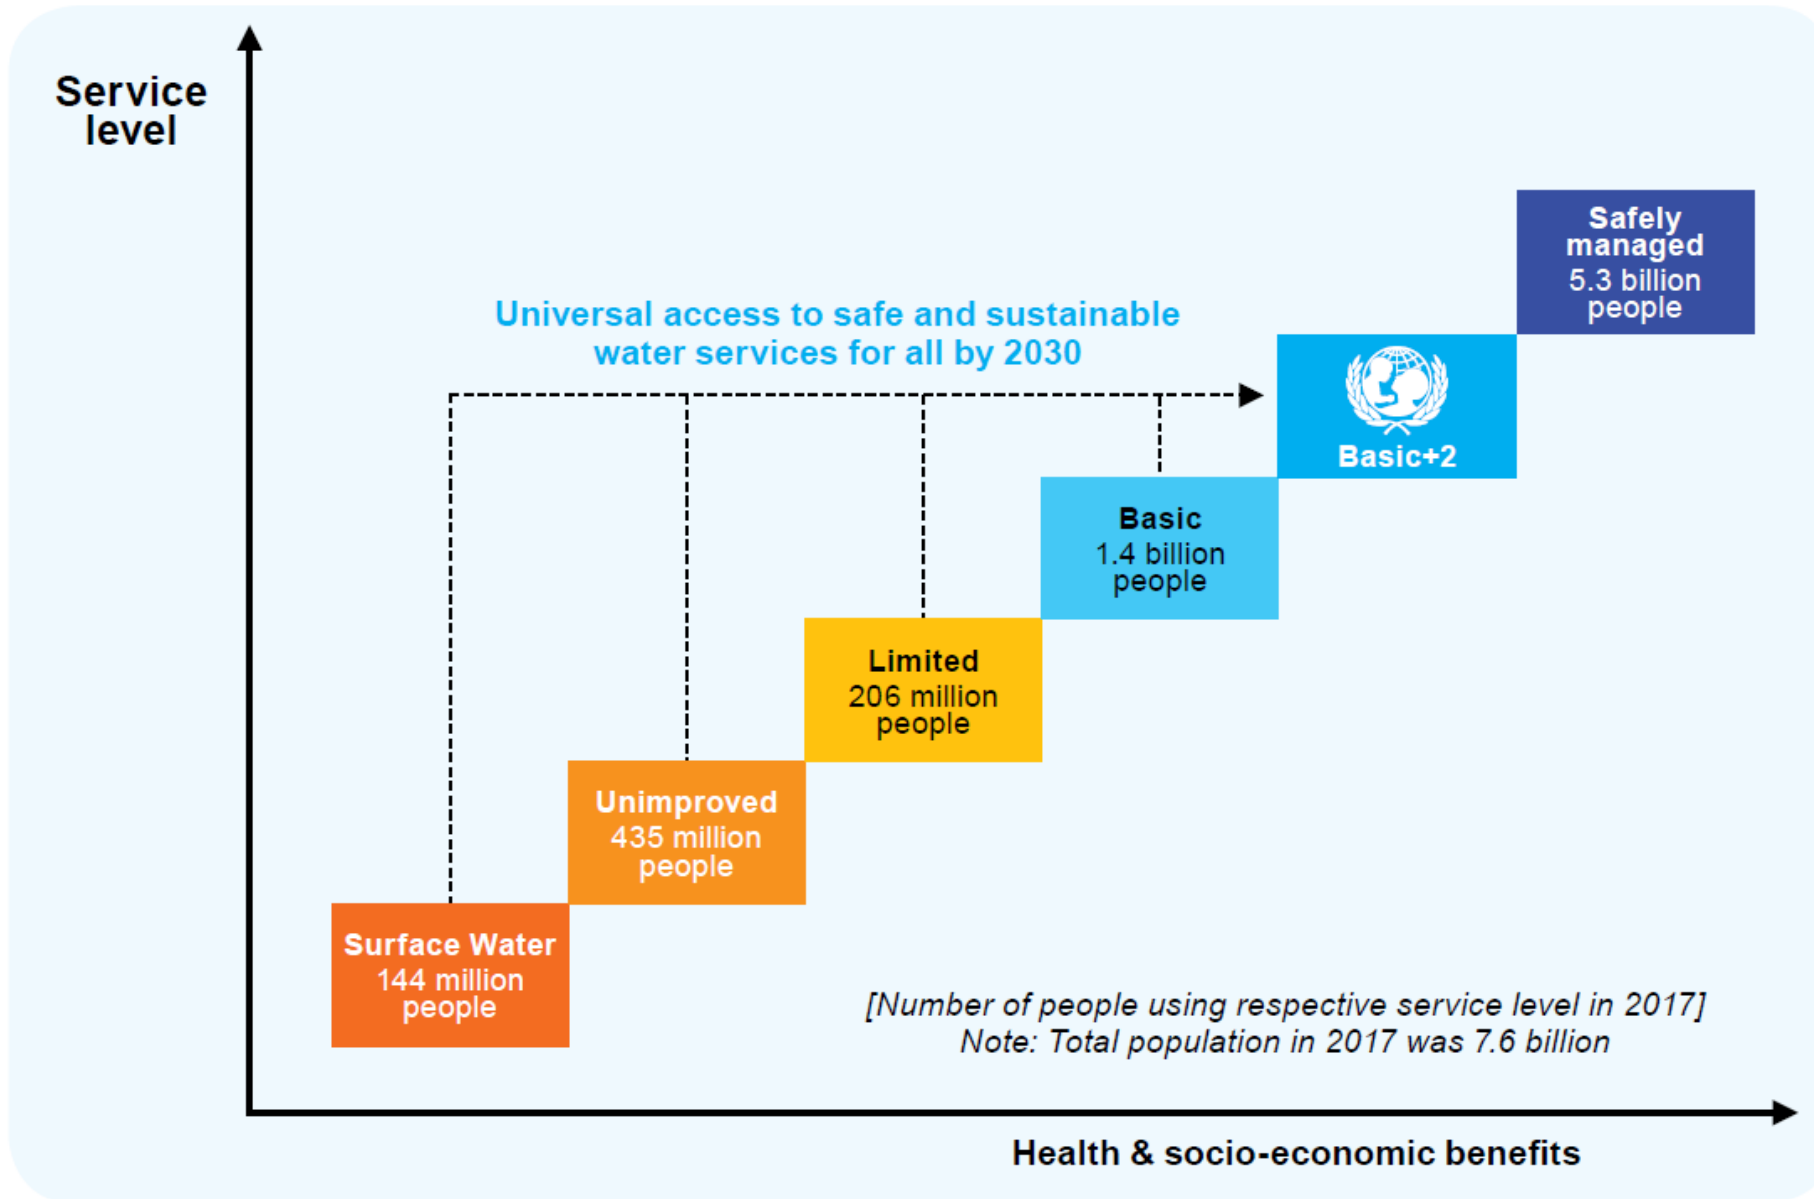 Service
level
Safely
managed
5.3 billion
people
Universal access to safe and sustainable
water services for all by 2030
Basic+2
Basic
1.4 billion
people
Limited
206 million
people
Unimproved
435 million
people
Surface Water
144 million
people
[Number of people using respective service level in 2017]
Note: Total population in 2017 was 7.6 billion
Health & socio-economic benefits